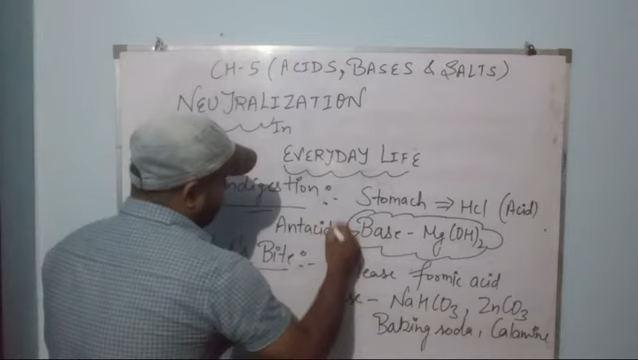 CH-5 (ACIDS, BASES & SALTS)
NEUTRALIZATION
In
EVERYDAY LIFE
Indigestion :- Stomach ⇒ HCl (Acid)
Antacid Base - Mg(OH)2
Bite :- formic acid
- NaHCO3, ZnCO3
Baking soda, Calamine